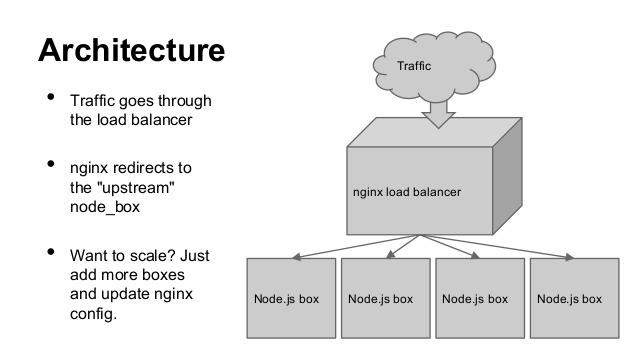 Architecture
Traffic goes through
the load balancer
nginx redirects to
the "upstream"
node_box
Want to scale? Just
add more boxes
and update nginx
config.
Traffic
nginx load balancer
Node.js box
Node.js box
Node.js box
Node.js box